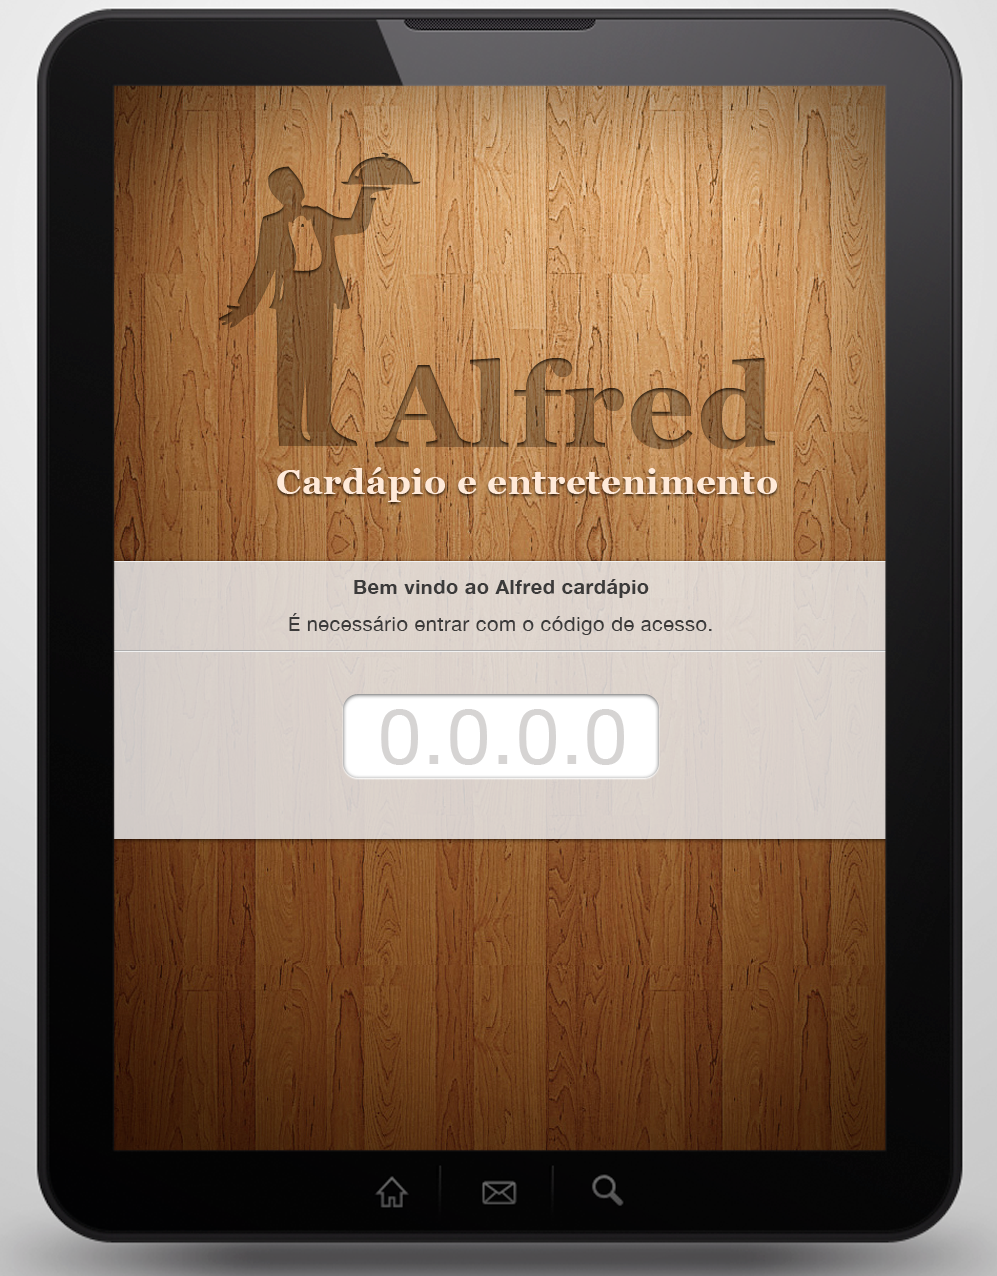 Alfred
Cardápio e entretenimento
Bem vindo ao Alfred cardápio
É necessário entrar com o código de acesso.
0.0.0.0